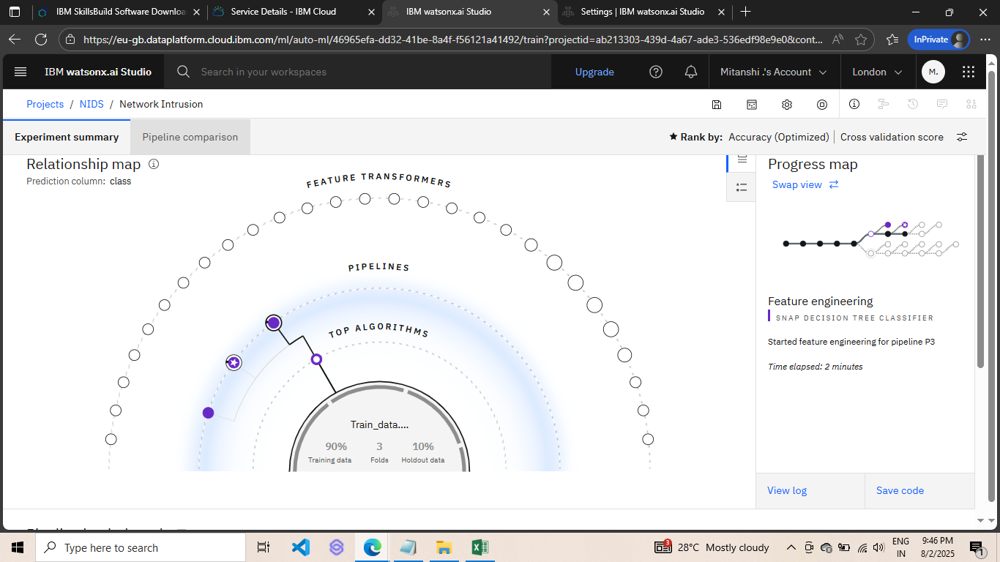 IBM SkillsBuild Software Downloa
Service Details - IBM Cloud
IBM watsonx.ai Studio
Settings | IBM watsonx.ai Studio
https://eu-gb.dataplatform.cloud.ibm.com/ml/auto-ml/46965efa-dd32-41be-8a4f-f56121a41492/train?projectid=ab213303-439d-4a67-ade3-536edf98e9e0&cont...
InPrivate
IBM watsonx.ai Studio
Search in your workspaces
Upgrade
Mitanshi .'s Account
London
M.
Projects / NIDS / Network Intrusion
Experiment summary
Pipeline comparison
Rank by: Accuracy (Optimized) | Cross validation score
Relationship map
Prediction column: class
FEATURE TRANSFORMERS
PIPELINES
TOP ALGORITHMS
Train_data....
90% 3 10%
Training data Folds Holdout data
Progress map
Swap view
Feature engineering
SNAP DECISION TREE CLASSIFIER
Started feature engineering for pipeline P3
Time elapsed: 2 minutes
View log
Save code
Type here to search
3
28°C Mostly cloudy
ENG
IN
9:46 PM
8/2/2025
1